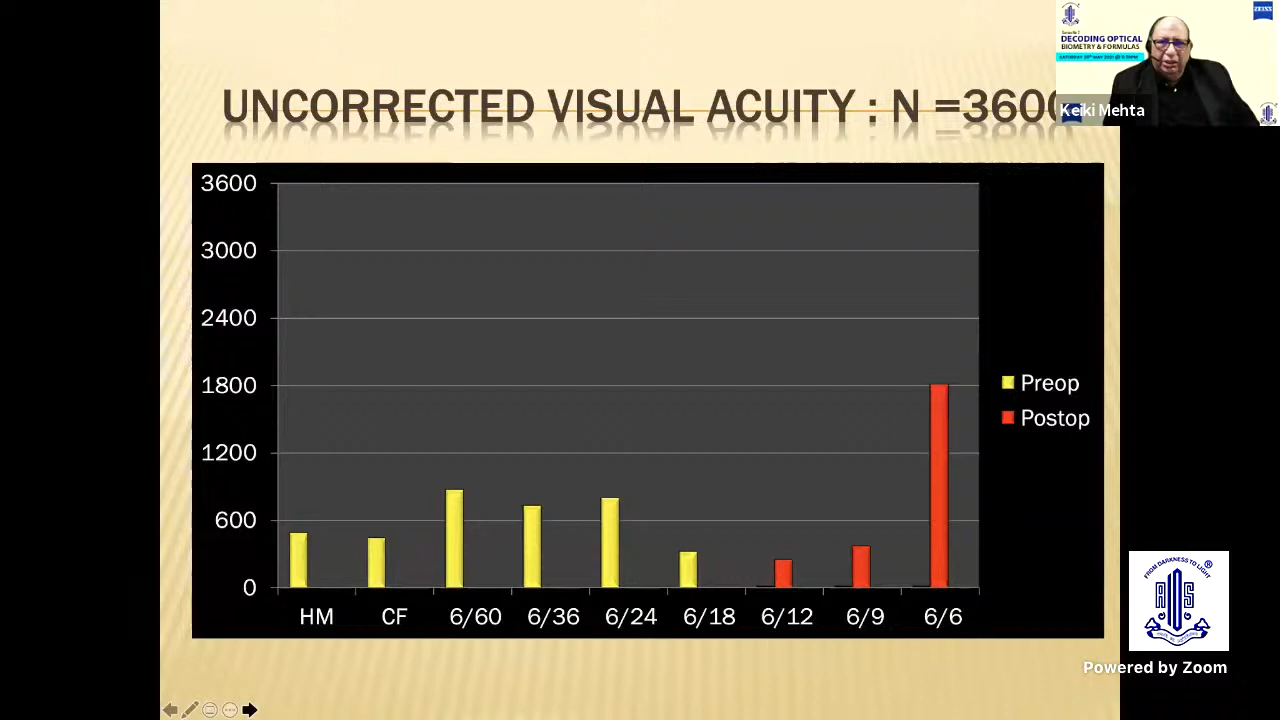 UNCORRECTED VISUAL ACUITY : N =3600
DECODING OPTICAL
BIOMETRY & FORMULAS
Keiki Mehta
ZEISS
3600
3000
2400
1800
1200
600
0
HM CF 6/60 6/36 6/24 6/18 6/12 6/9 6/6
Preop
Postop
FROM DARKNESS TO LIGHT
®
Powered by Zoom